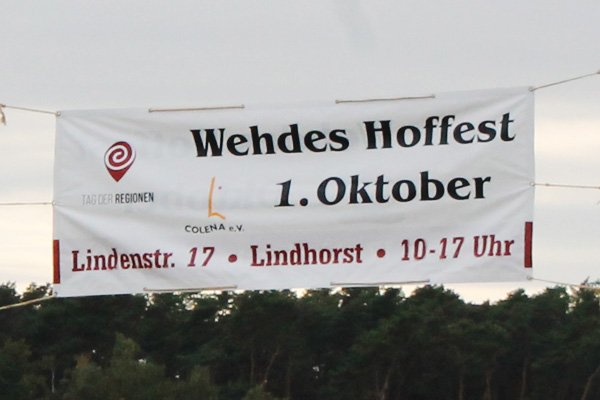 Wehdes Hoffest
1. Oktober
TAG DER REGIONEN
COLENA e.V.
Lindenstr. 17 • Lindhorst • 10-17 Uhr